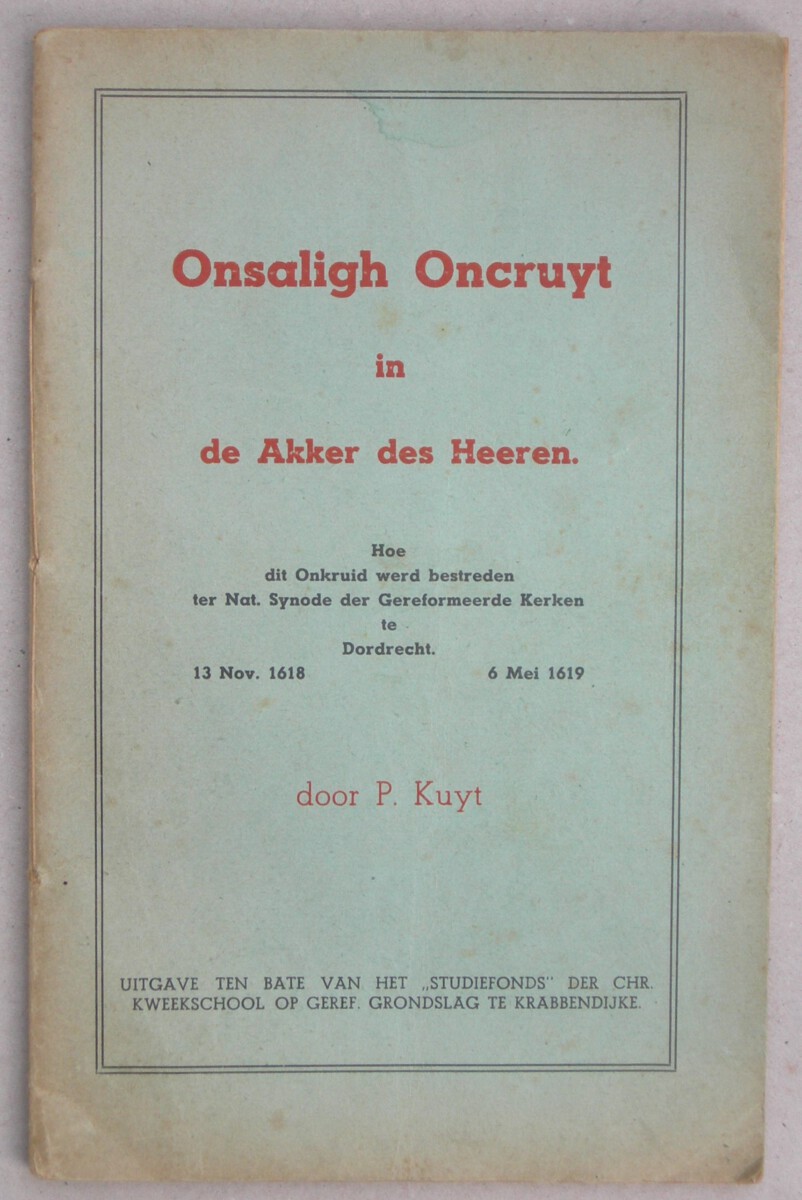 Onsaligh Oncruyt
in
de Akker des Heeren.
Hoe
dit Onkruid werd bestreden
ter Nat. Synode der Gereformeerde Kerken
te
Dordrecht.
13 Nov. 1618 6 Mei 1619
door P. Kuyt
UITGAVE TEN BATE VAN HET „STUDIEFONDS" DER CHR.
KWEEKSCHOOL OP GEREF. GRONDSLAG TE KRABBENDIJKE.